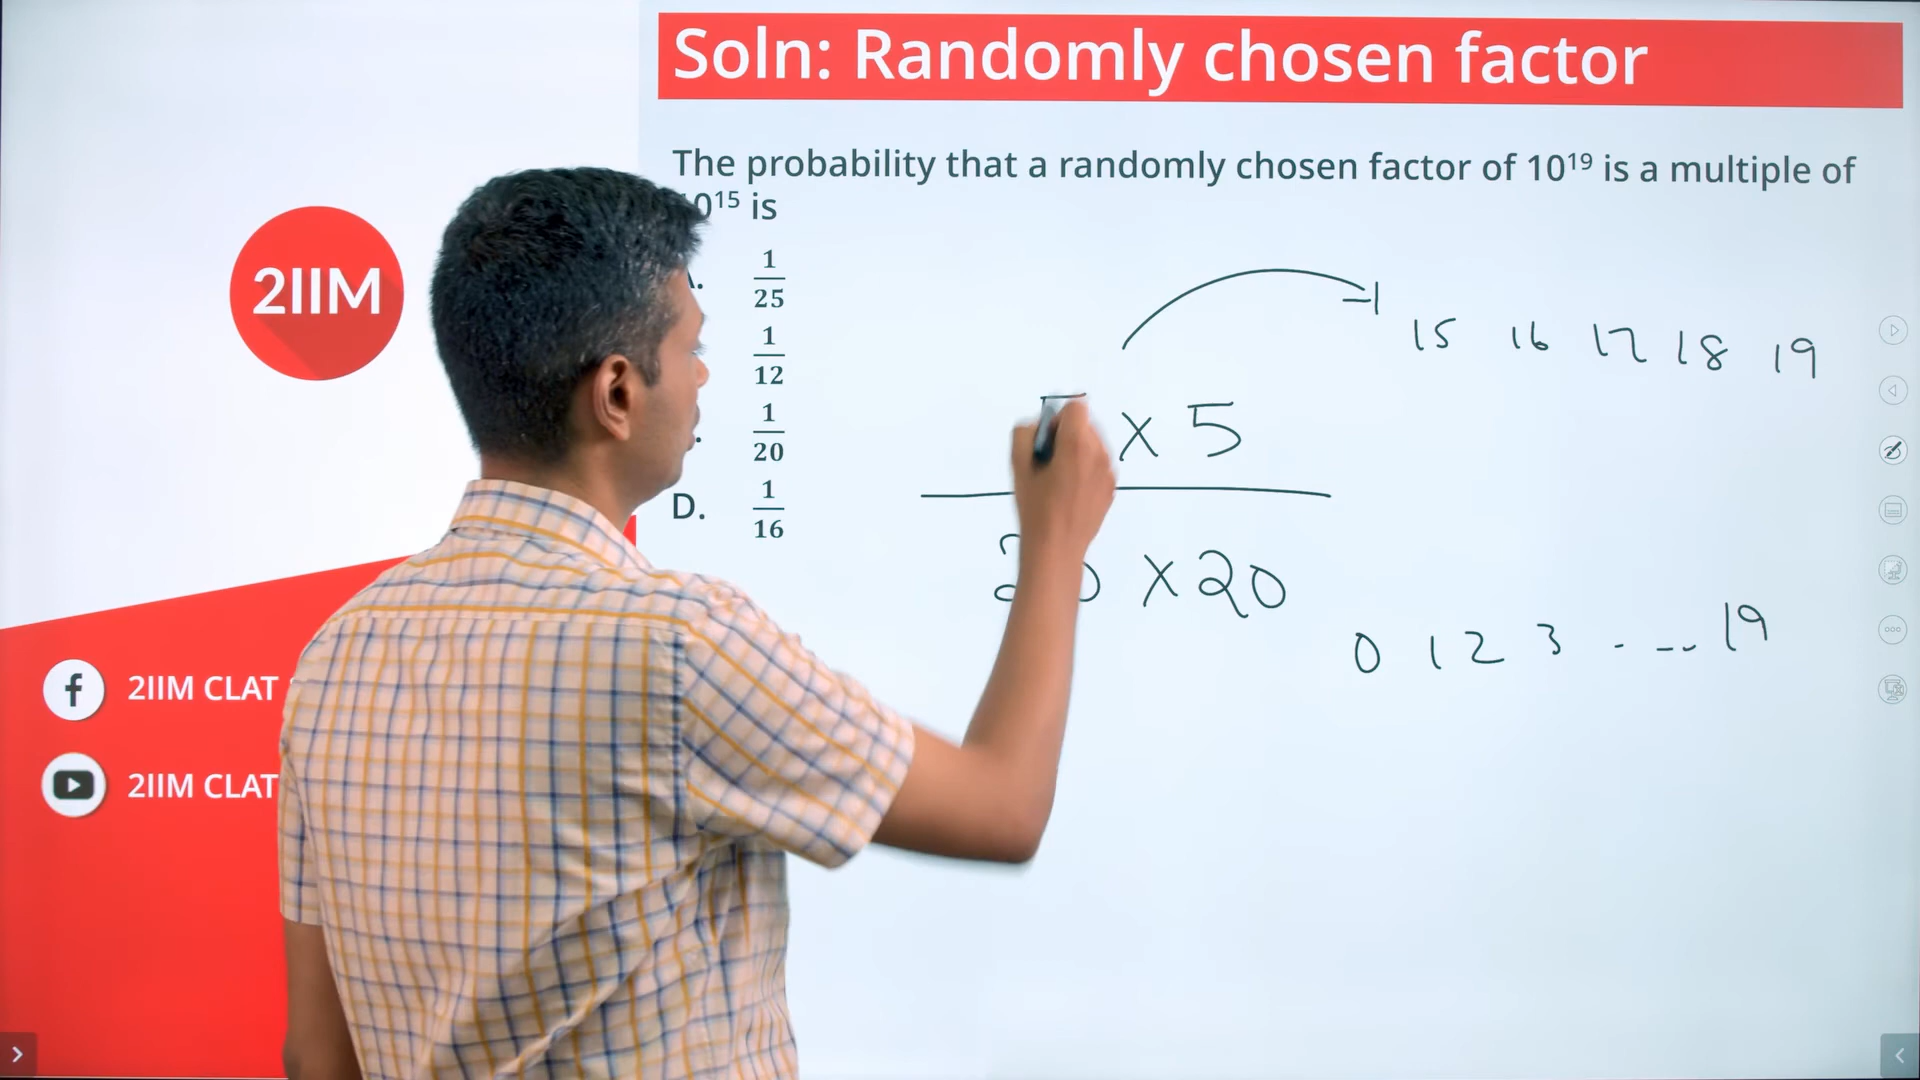 Soln: Randomly chosen factor
The probability that a randomly chosen factor of 10¹⁹ is a multiple of
0¹⁵ is
1/25
1/12
1/20
D. 1/16
2IIM
15 16 17 18 19
x 5
20 x 20
0 1 2 3 - -- 19
f 2IIM CLAT
2IIM CLAT